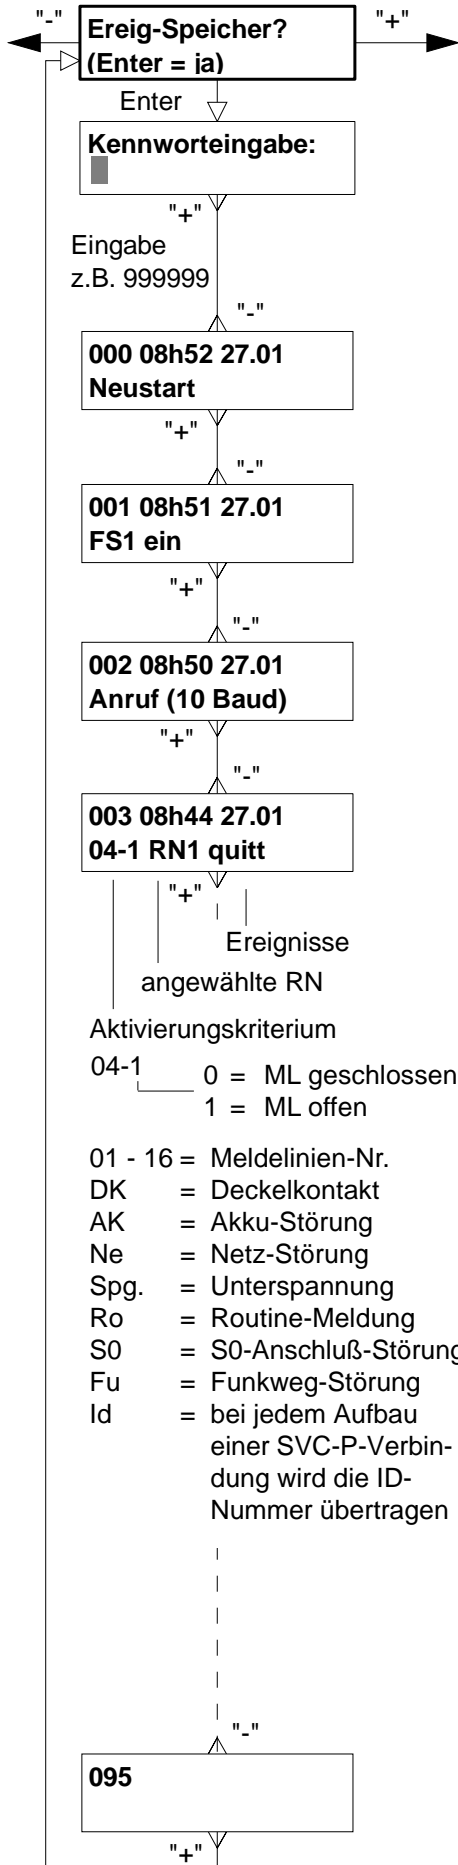 "-"
"+"
Ereig-Speicher?
(Enter = ja)
Enter
Kennworteingabe:
"+"
Eingabe
z.B. 999999
"-"
000 08h52 27.01
Neustart
"+"
"-"
001 08h51 27.01
FS1 ein
"+"
"-"
002 08h50 27.01
Anruf (10 Baud)
"+"
"-"
003 08h44 27.01
04-1 RN1 quitt
"+"
Ereignisse
angewählte RN
Aktivierungskriterium
04-1 0 = ML geschlossen
1 = ML offen
01 - 16 = Meldelinien-Nr.
DK = Deckelkontakt
AK = Akku-Störung
Ne = Netz-Störung
Spg. = Unterspannung
Ro = Routine-Meldung
S0 = S0-Anschluß-Störung
Fu = Funkweg-Störung
Id = bei jedem Aufbau
einer SVC-P-Verbin-
dung wird die ID-
Nummer übertragen
"-"
095
"+"